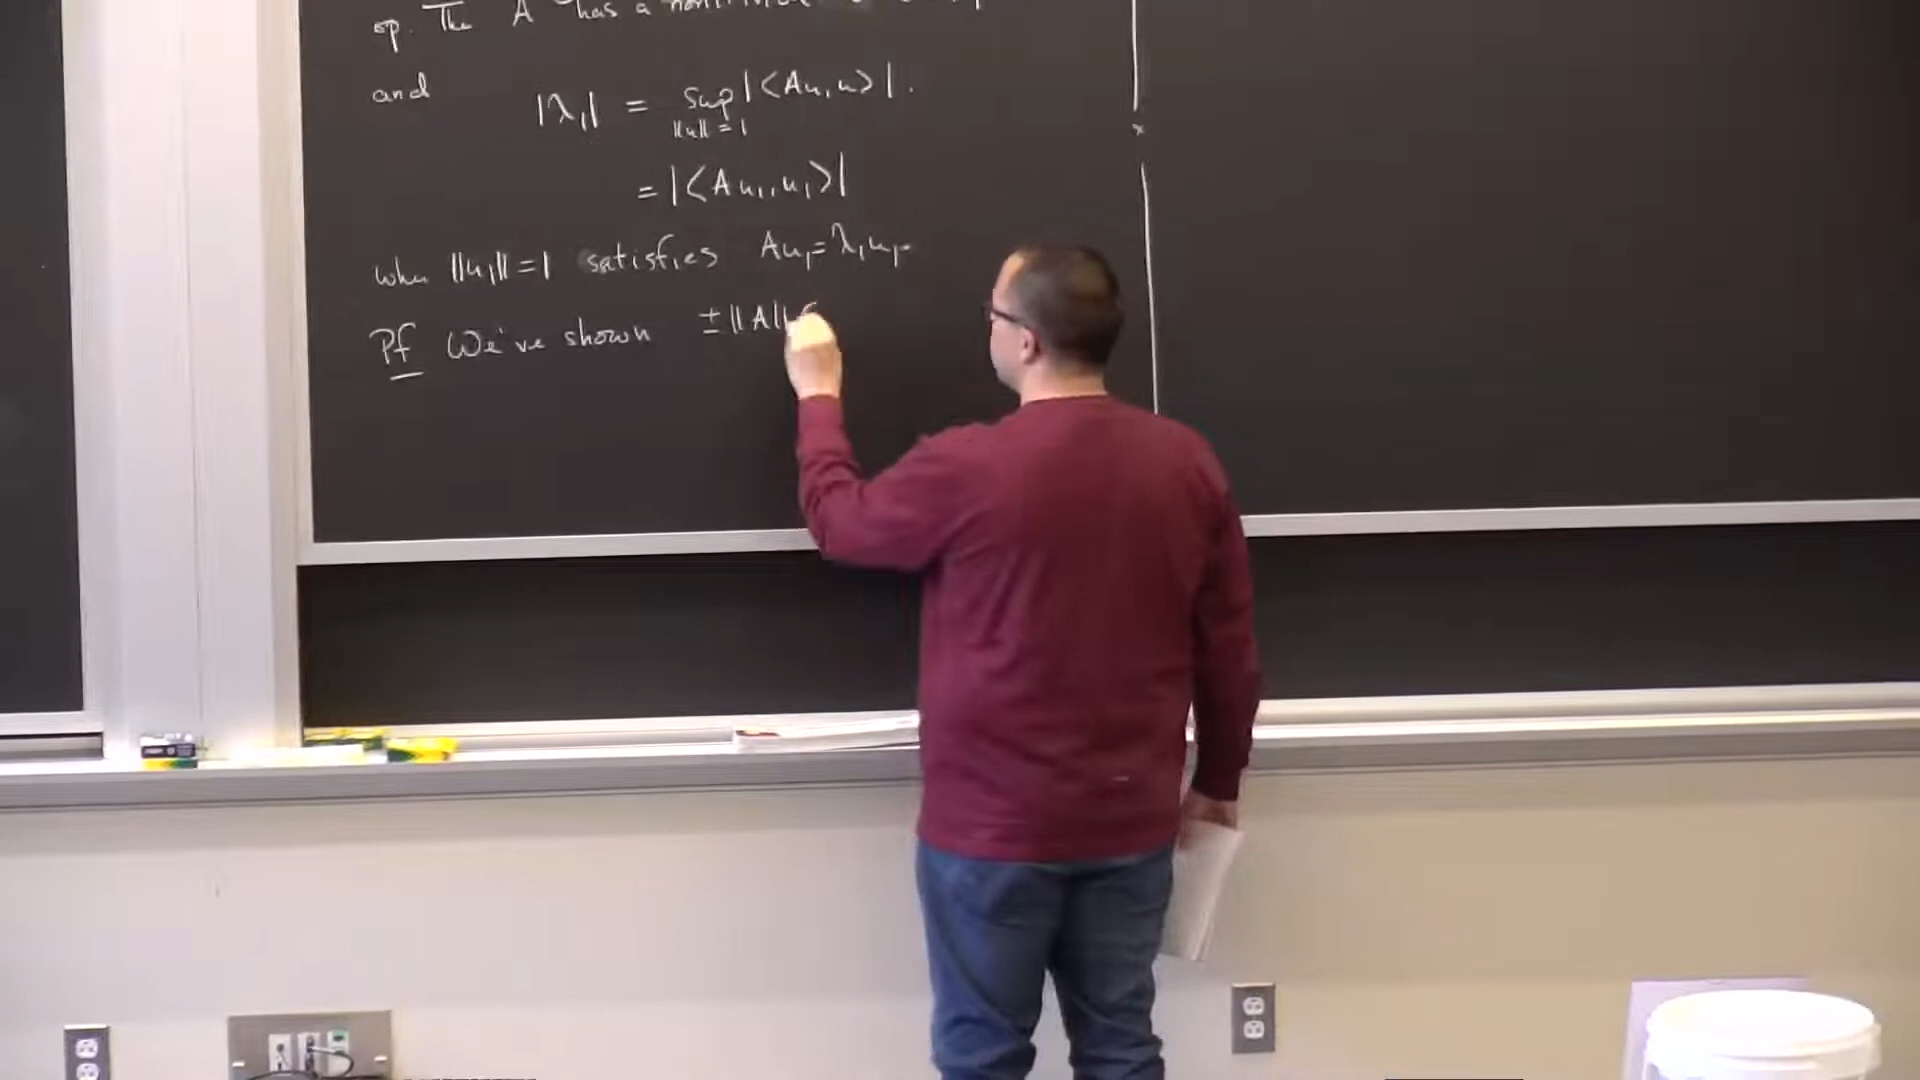 op. The A has a
and |λ₁| = sup |<Au,u>|.
||u|| = 1
= |<Au₁,u₁>|
where ||u₁|| = 1 satisfies Au₁ = λ₁u₁.
Pf We've shown ± ||A||